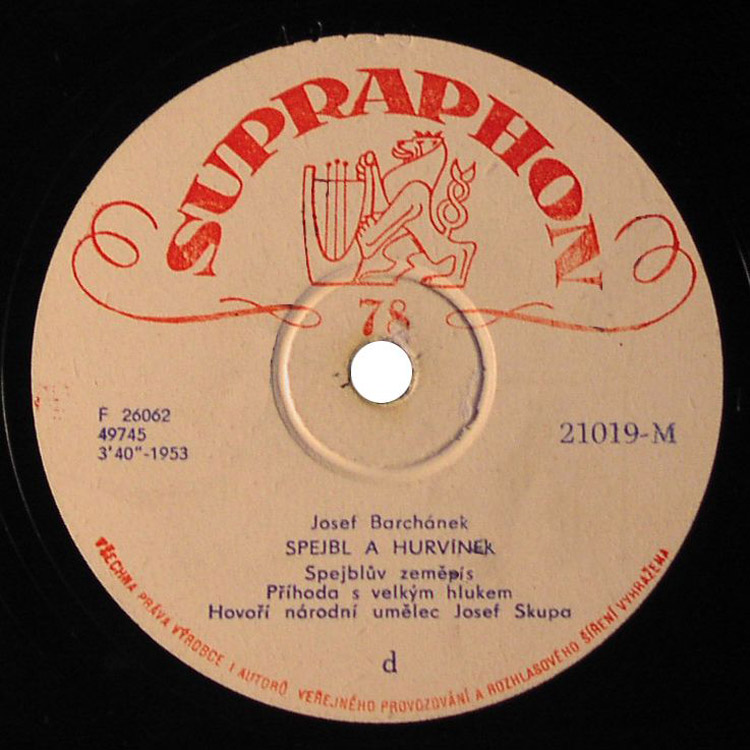 SUPRAPHON
78
F 26062
49745
3'40"-1953
21019-M
Josef Barchánek
SPEJBL A HURVÍNEK
Spejblův zeměpis
Příhoda s velkým hlukem
Hovoří národní umělec Josef Skupa
d
VŠECHNA PRÁVA VÝROBCE I AUTORŮ VEŘEJNÉHO PROVOZOVÁNÍ A ROZHLASOVÉHO ŠÍŘENÍ VYHRAŽENA